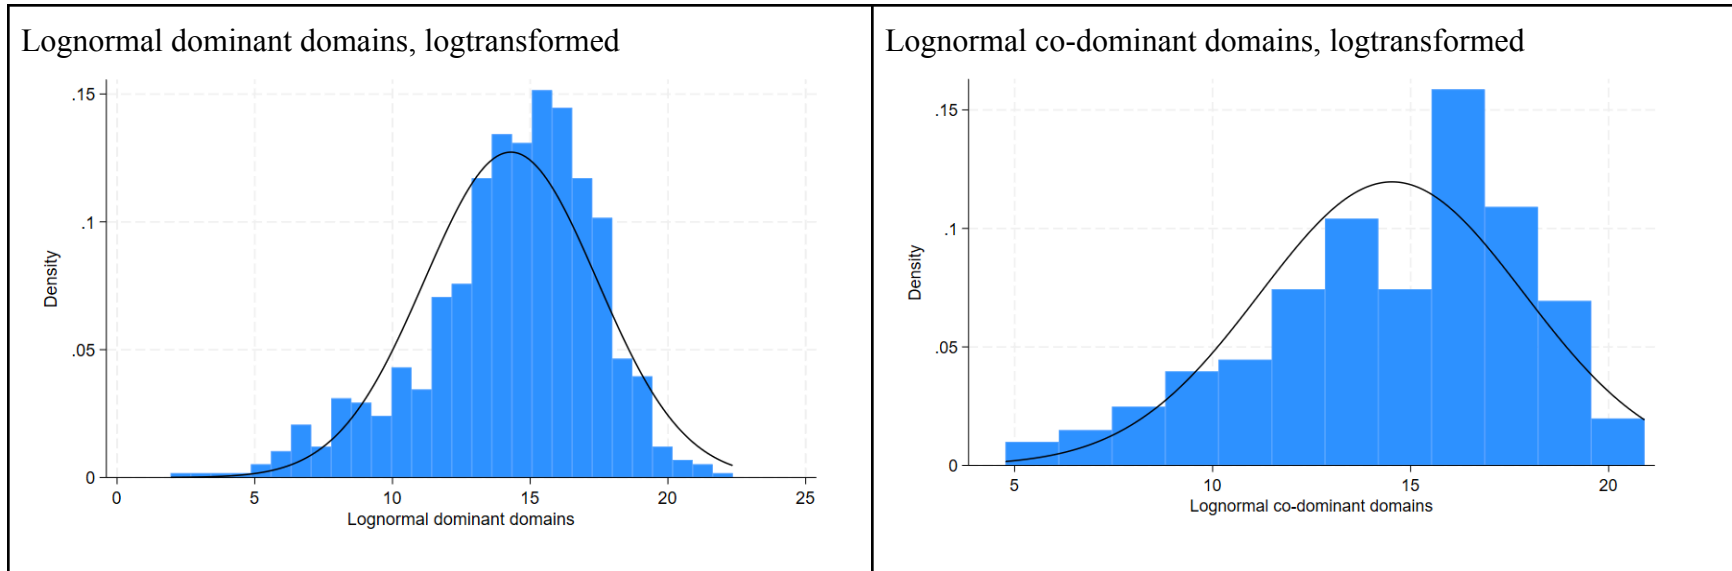 Lognormal dominant domains, logtransformed
.15
.1
.05
0
Density
0 5 10 15 20 25
Lognormal dominant domains
Lognormal co-dominant domains, logtransformed
.15
.1
.05
0
Density
5 10 15 20
Lognormal co-dominant domains